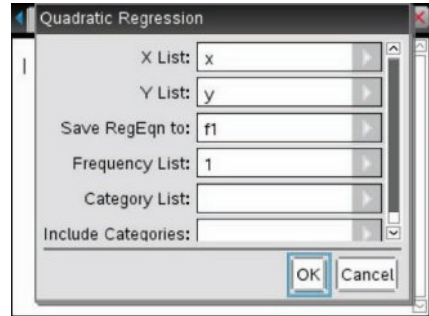 Quadratic Regression
X List: x
Y List: y
Save RegEqn to: f1
Frequency List: 1
Category List:
Include Categories:
OK Cancel